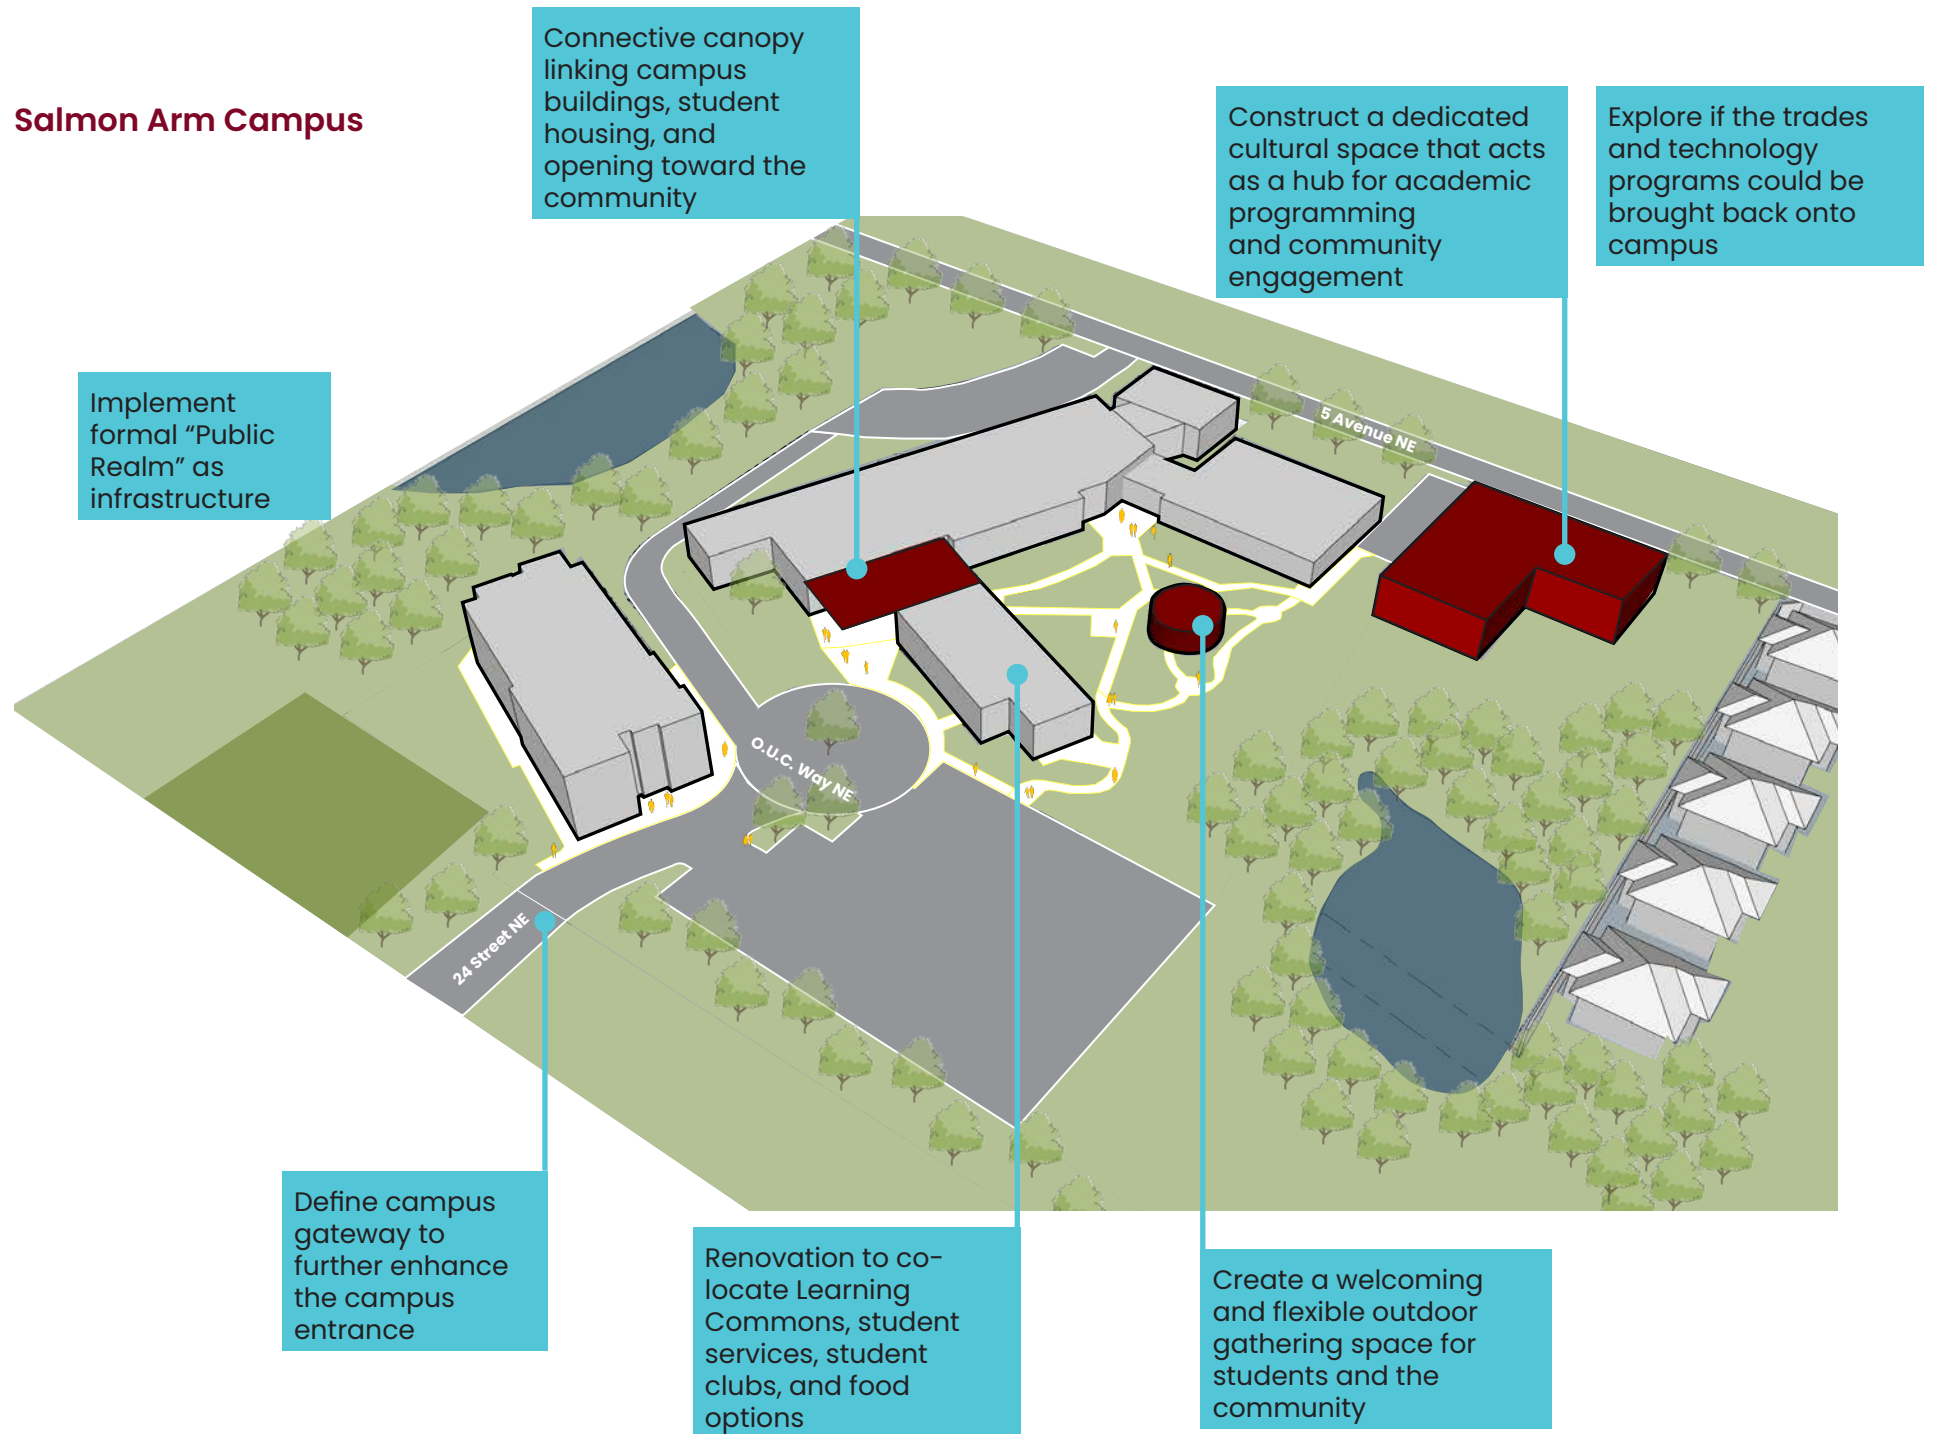 Salmon Arm Campus
Connective canopy
linking campus
buildings, student
housing, and
opening toward the
community
Construct a dedicated
cultural space that acts
as a hub for academic
programming
and community
engagement
Explore if the trades
and technology
programs could be
brought back onto
campus
Implement
formal “Public
Realm” as
infrastructure
5 Avenue NE
O.U.C. Way NE
24 Street NE
Define campus
gateway to
further enhance
the campus
entrance
Renovation to co-
locate Learning
Commons, student
services, student
clubs, and food
options
Create a welcoming
and flexible outdoor
gathering space for
students and the
community